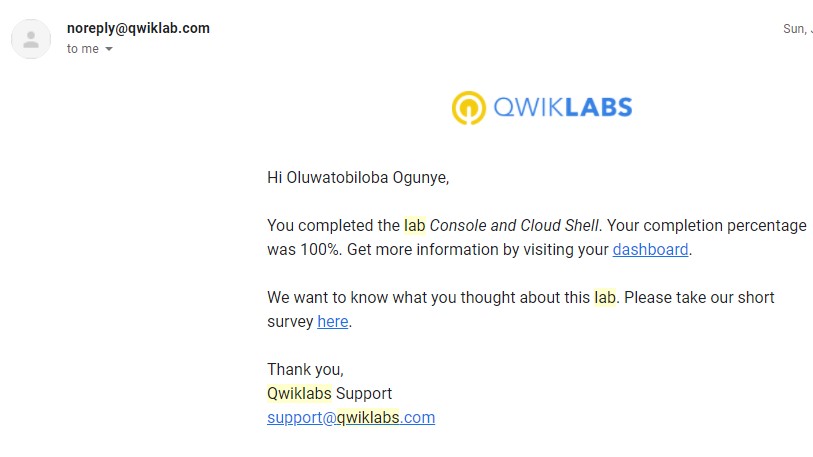 noreply@qwiklab.com
Sun,
to me
QWIKLABS
Hi Oluwatobiloba Ogunye,
You completed the lab Console and Cloud Shell. Your completion percentage
was 100%. Get more information by visiting your dashboard.
We want to know what you thought about this lab. Please take our short
survey here.
Thank you,
Qwiklabs Support
support@qwiklabs.com